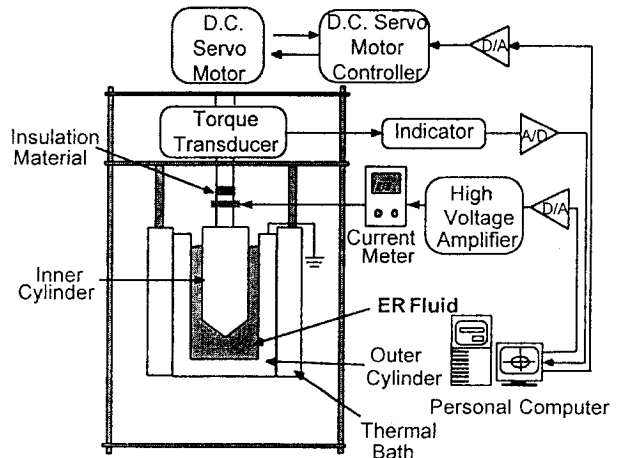 D.C.
Servo
Motor
D.C. Servo
Motor
Controller
D/A
Torque
Transducer
Indicator
A/D
Insulation
Material
High
Voltage
Amplifier
D/A
Current
Meter
Inner
Cylinder
ER Fluid
Outer
Cylinder
Personal Computer
Thermal
Bath